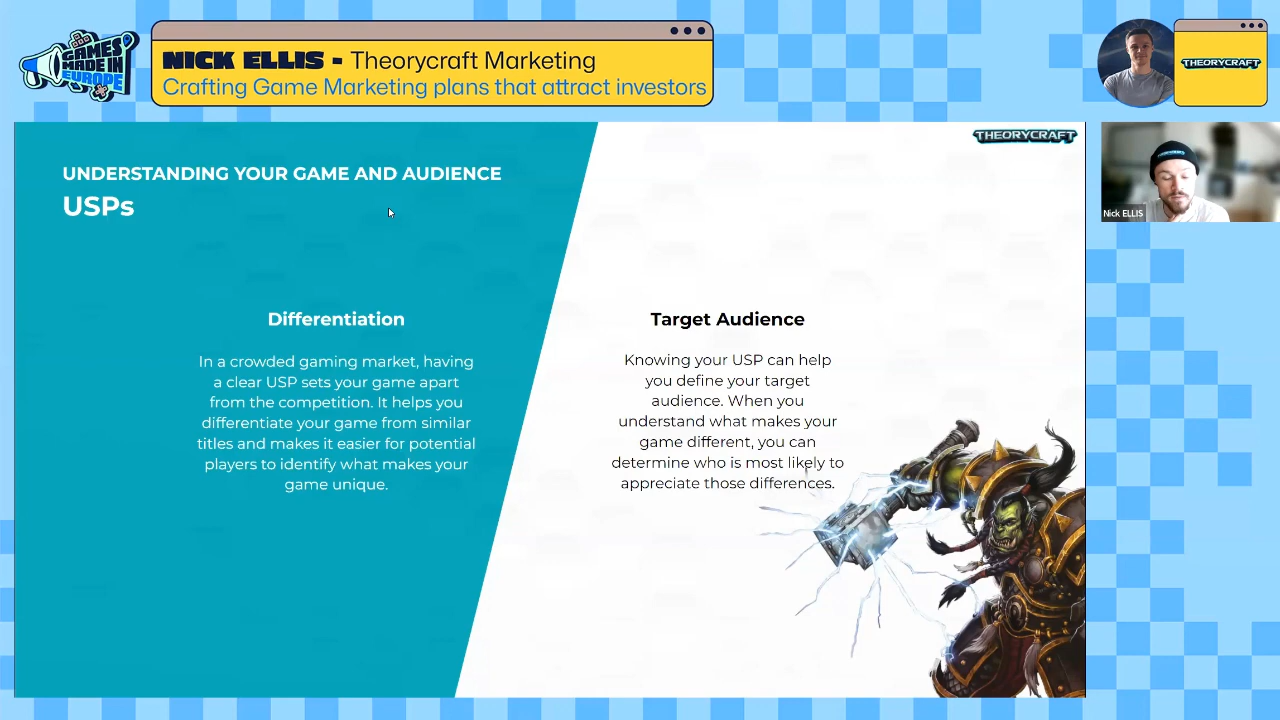 GAMES
MADE IN
EUROPE
NICK ELLIS - Theorycraft Marketing
Crafting Game Marketing plans that attract investors
THEORYCRAFT
THEORYCRAFT
UNDERSTANDING YOUR GAME AND AUDIENCE
USPs
Differentiation
In a crowded gaming market, having
a clear USP sets your game apart
from the competition. It helps you
differentiate your game from similar
titles and makes it easier for potential
players to identify what makes your
game unique.
Target Audience
Knowing your USP can help
you define your target
audience. When you
understand what makes your
game different, you can
determine who is most likely to
appreciate those differences.
Nick ELLIS